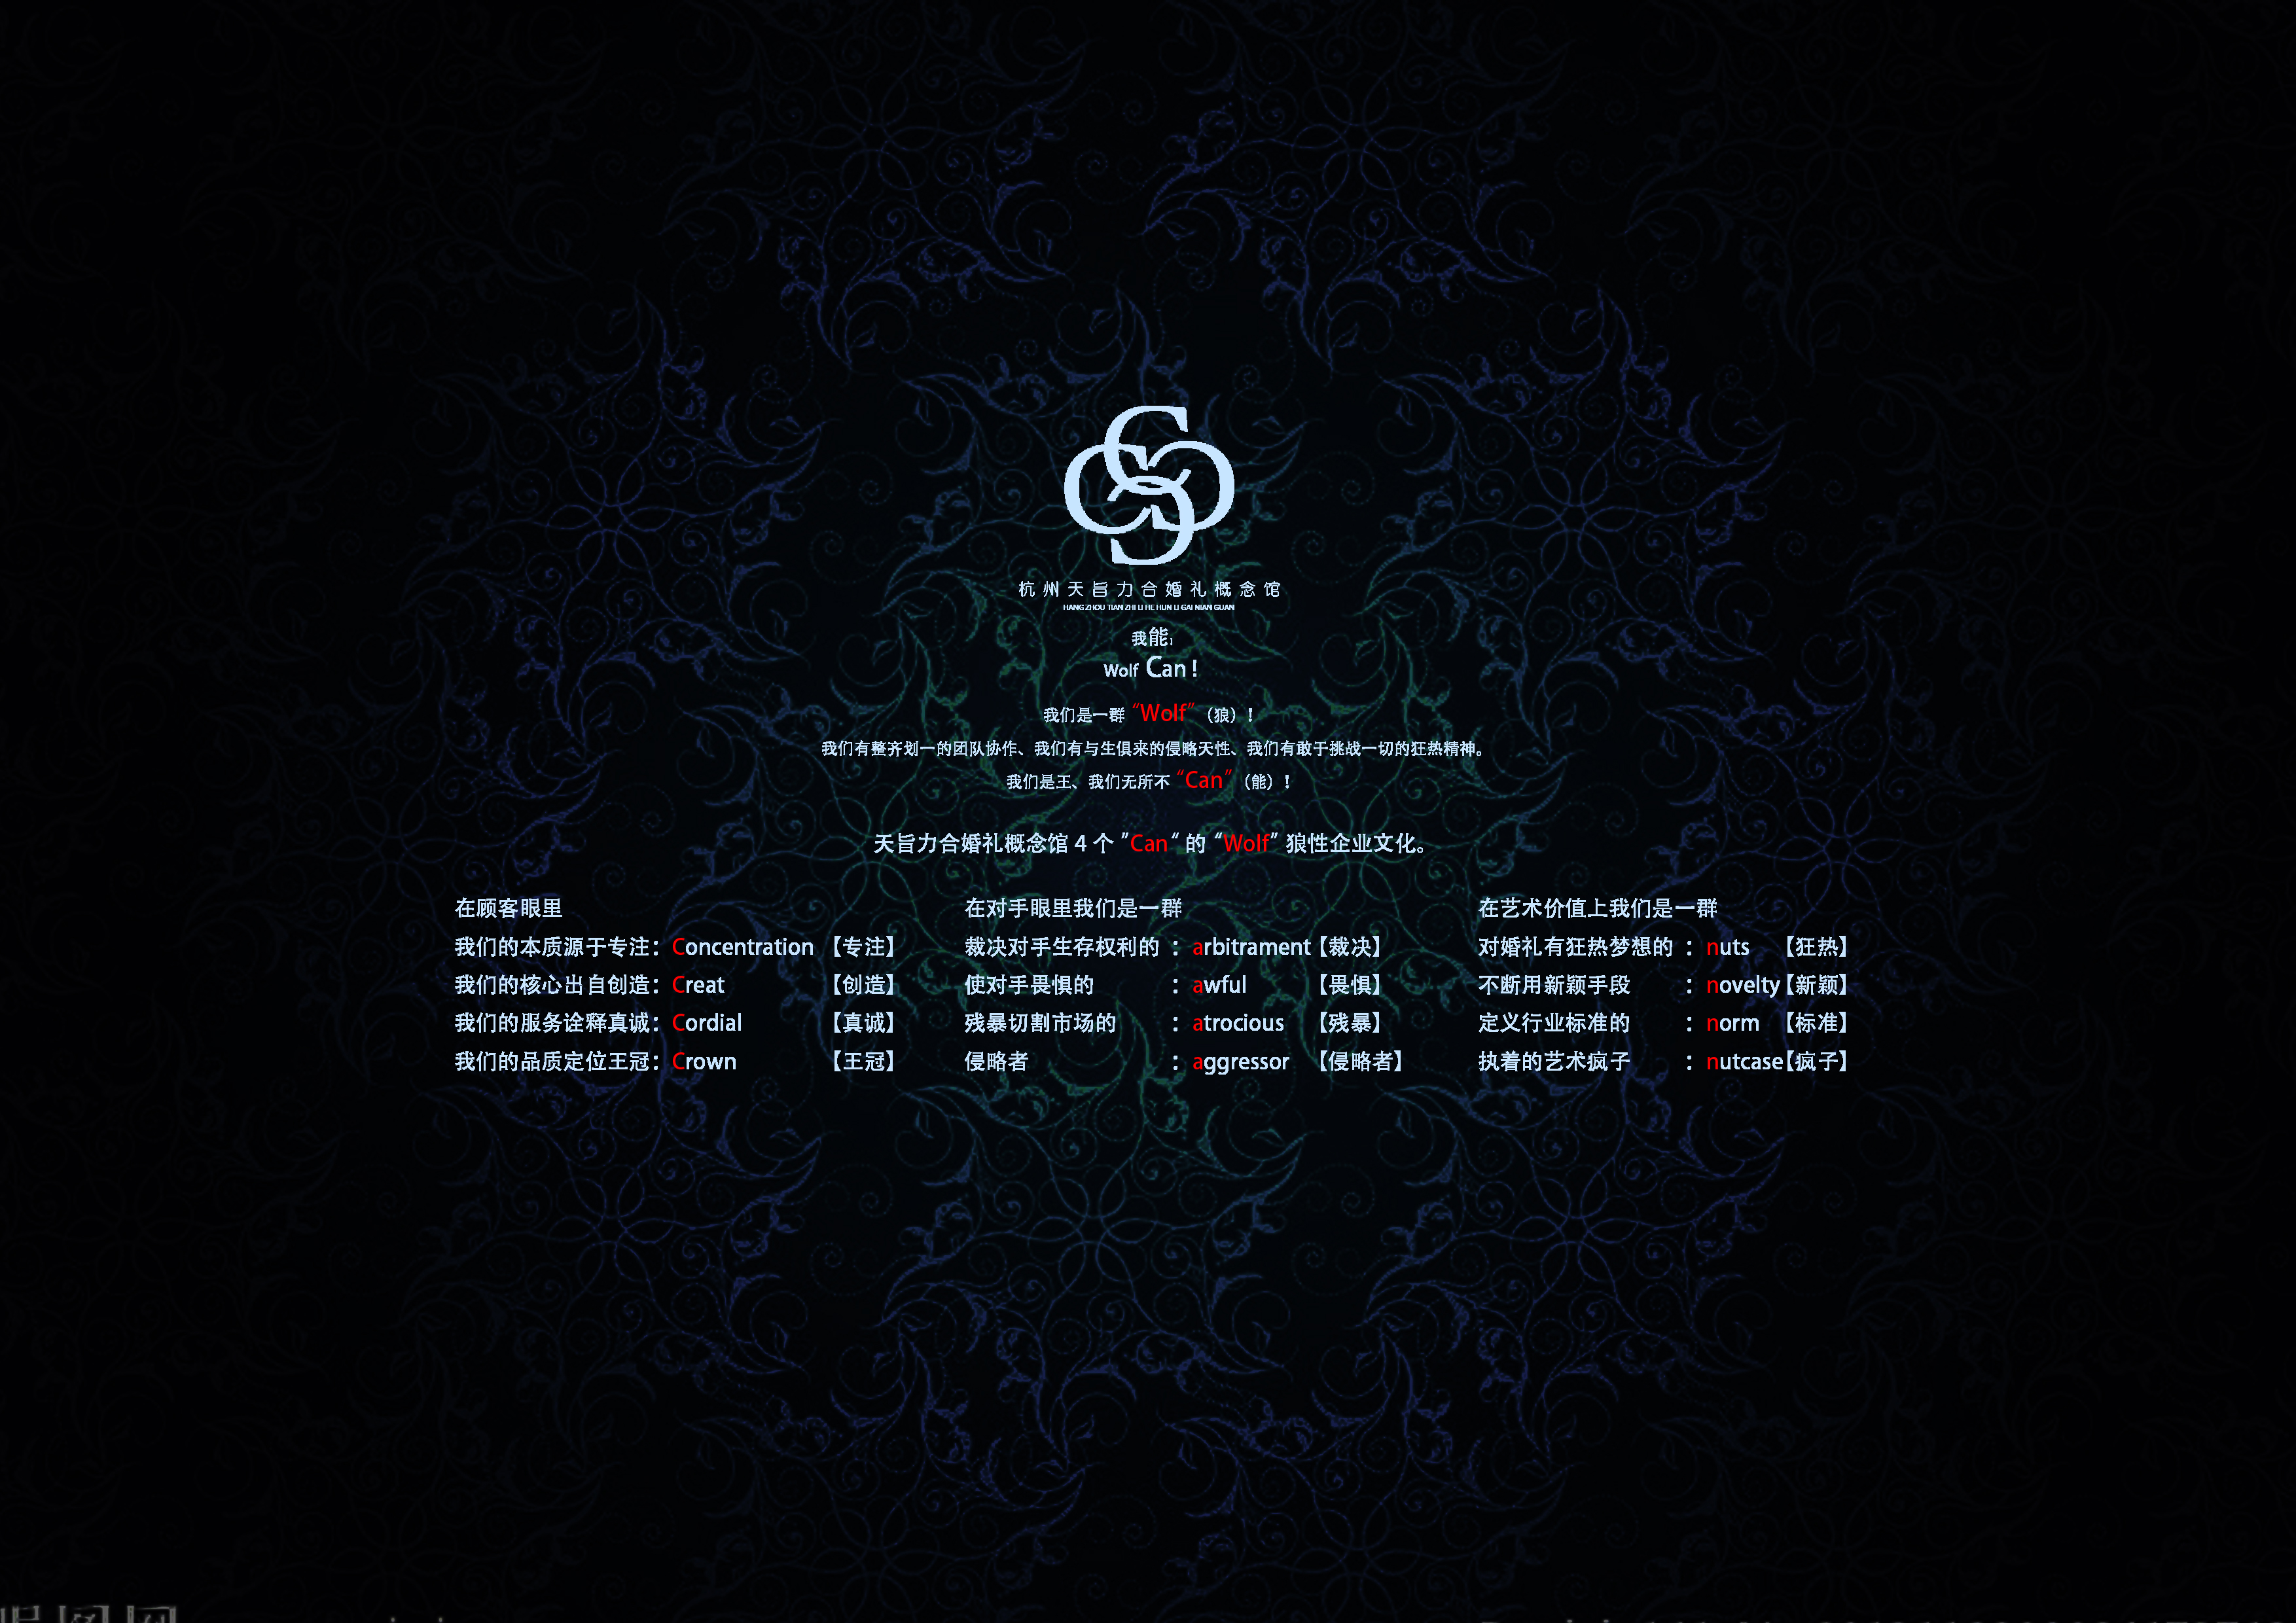 杭州天旨力合婚礼概念馆
HANG ZHOU TIAN ZHI LI HE HUN LI GAI NIAN GUAN
我能：
Wolf Can！
我们是一群“Wolf”（狼）！
我们有整齐划一的团队协作、我们有与生俱来的侵略天性、我们有敢于挑战一切的狂热精神。
我们是王、我们无所不“Can”（能）！
天旨力合婚礼概念馆 4 个 ”Can“ 的 “Wolf” 狼性企业文化。
在顾客眼里
我们的本质源于专注：Concentration 【专注】
我们的核心出自创造：Creat 【创造】
我们的服务诠释真诚：Cordial 【真诚】
我们的品质定位王冠：Crown 【王冠】
在对手眼里我们是一群
裁决对手生存权利的 ：arbitrament【裁决】
使对手畏惧的 ：awful 【畏惧】
残暴切割市场的 ：atrocious 【残暴】
侵略者 ：aggressor 【侵略者】
在艺术价值上我们是一群
对婚礼有狂热梦想的 ：nuts 【狂热】
不断用新颖手段 ：novelty【新颖】
定义行业标准的 ：norm 【标准】
执着的艺术疯子 ：nutcase【疯子】